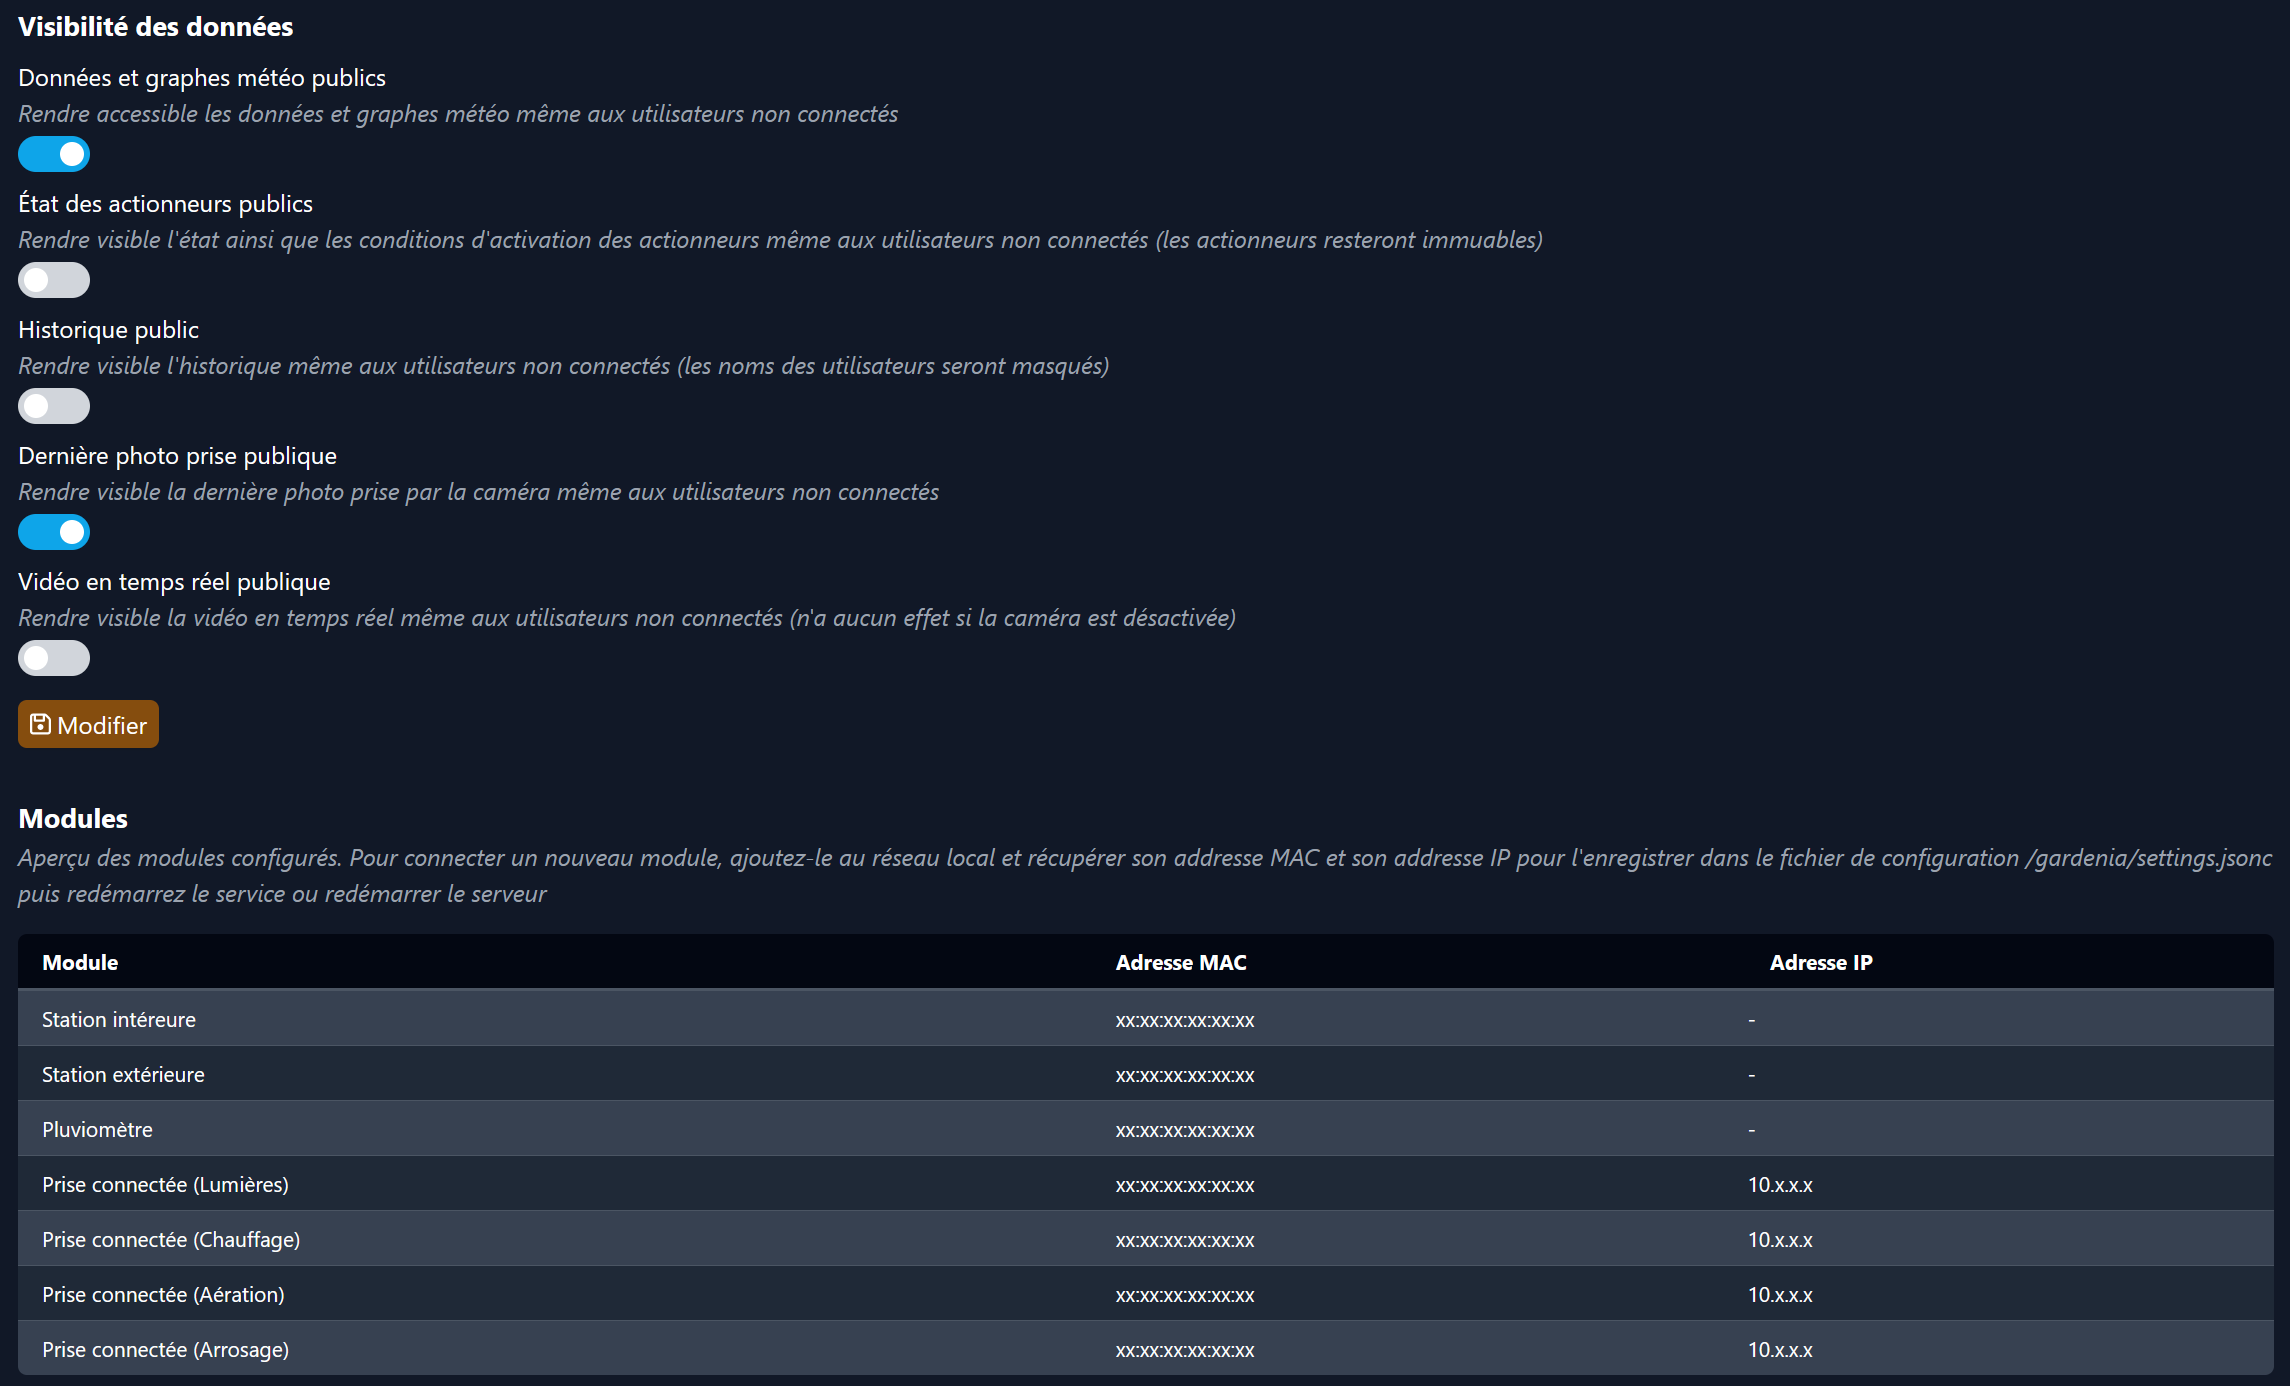 Visibilité des données
Données et graphes météo publics
Rendre accessible les données et graphes météo même aux utilisateurs non connectés
État des actionneurs publics
Rendre visible l'état ainsi que les conditions d'activation des actionneurs même aux utilisateurs non connectés (les actionneurs resteront immuables)
Historique public
Rendre visible l'historique même aux utilisateurs non connectés (les noms des utilisateurs seront masqués)
Dernière photo prise publique
Rendre visible la dernière photo prise par la caméra même aux utilisateurs non connectés
Vidéo en temps réel publique
Rendre visible la vidéo en temps réel même aux utilisateurs non connectés (n'a aucun effet si la caméra est désactivée)
Modifier
Modules
Aperçu des modules configurés. Pour connecter un nouveau module, ajoutez-le au réseau local et récupérer son addresse MAC et son addresse IP pour l'enregistrer dans le fichier de configuration /gardenia/settings.jsonc
puis redémarrez le service ou redémarrer le serveur
Module Adresse MAC Adresse IP
Station intéreure xx:xx:xx:xx:xx:xx -
Station extérieure xx:xx:xx:xx:xx:xx -
Pluviomètre xx:xx:xx:xx:xx:xx -
Prise connectée (Lumières) xx:xx:xx:xx:xx:xx 10.x.x.x
Prise connectée (Chauffage) xx:xx:xx:xx:xx:xx 10.x.x.x
Prise connectée (Aération) xx:xx:xx:xx:xx:xx 10.x.x.x
Prise connectée (Arrosage) xx:xx:xx:xx:xx:xx 10.x.x.x